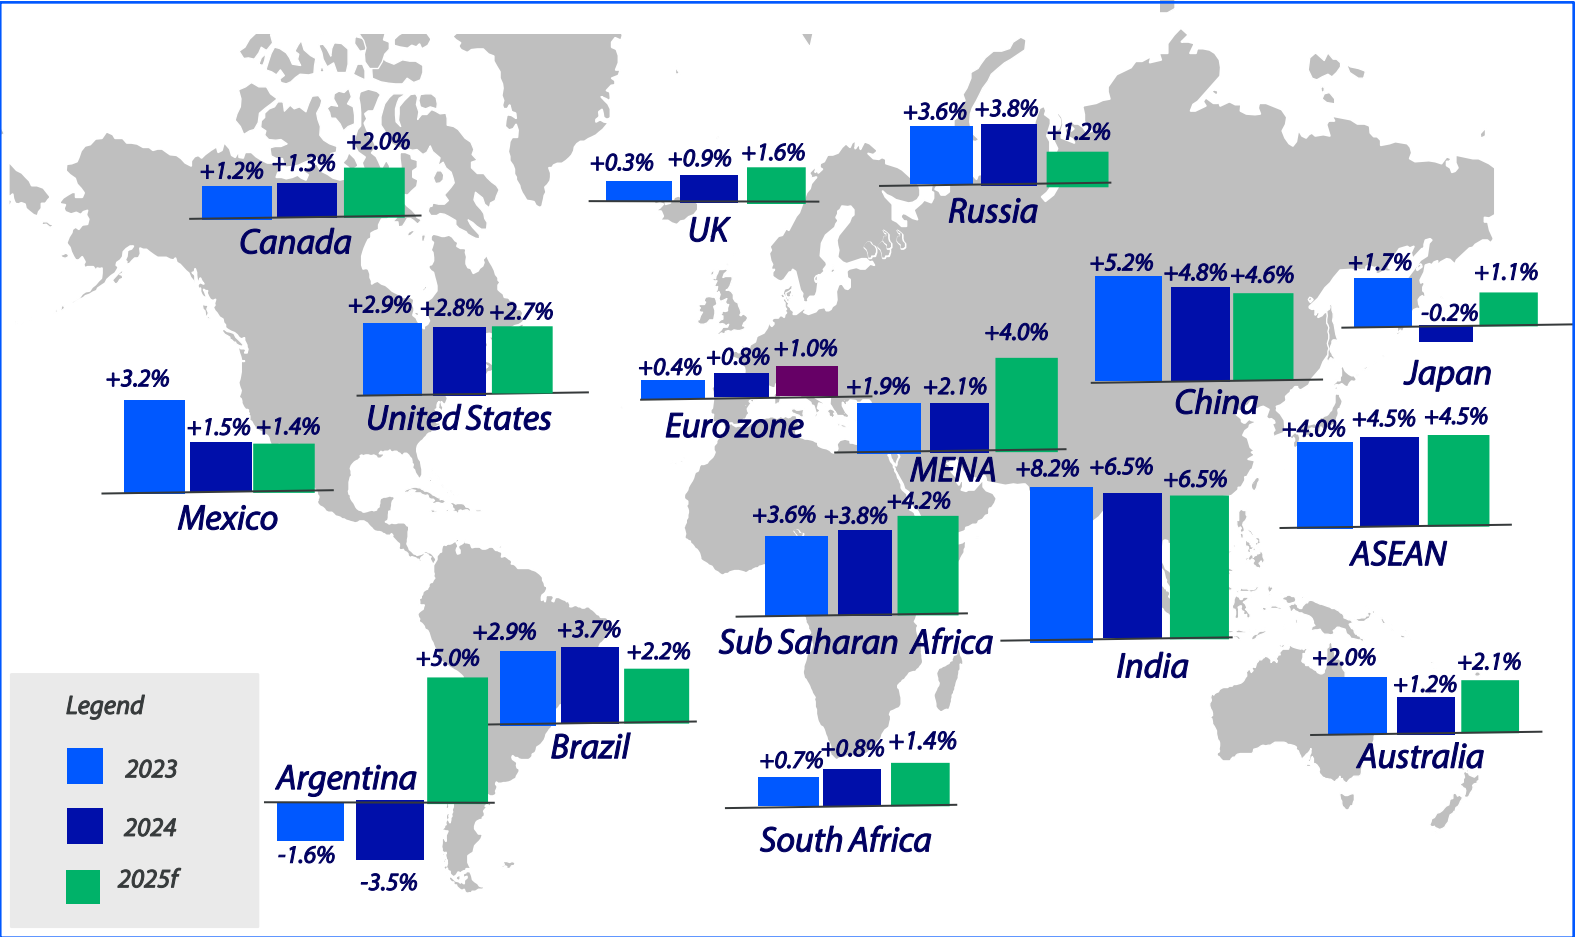 +1.2% +1.3% +2.0%
Canada
+0.3% +0.9% +1.6%
UK
+3.6% +3.8% +1.2%
Russia
+2.9% +2.8% +2.7%
United States
+5.2% +4.8% +4.6%
China
+1.7% -0.2% +1.1%
Japan
+3.2% +1.5% +1.4%
Mexico
+0.4% +0.8% +1.0%
Euro zone
+1.9% +2.1% +4.0%
MENA
+4.0% +4.5% +4.5%
ASEAN
+3.6% +3.8% +4.2%
Sub Saharan Africa
+8.2% +6.5% +6.5%
India
+2.9% +3.7% +2.2%
Brazil
+5.0%
Argentina
-1.6% -3.5%
+2.0% +1.2% +2.1%
Australia
+0.7% +0.8% +1.4%
South Africa
Legend
2023
2024
2025f